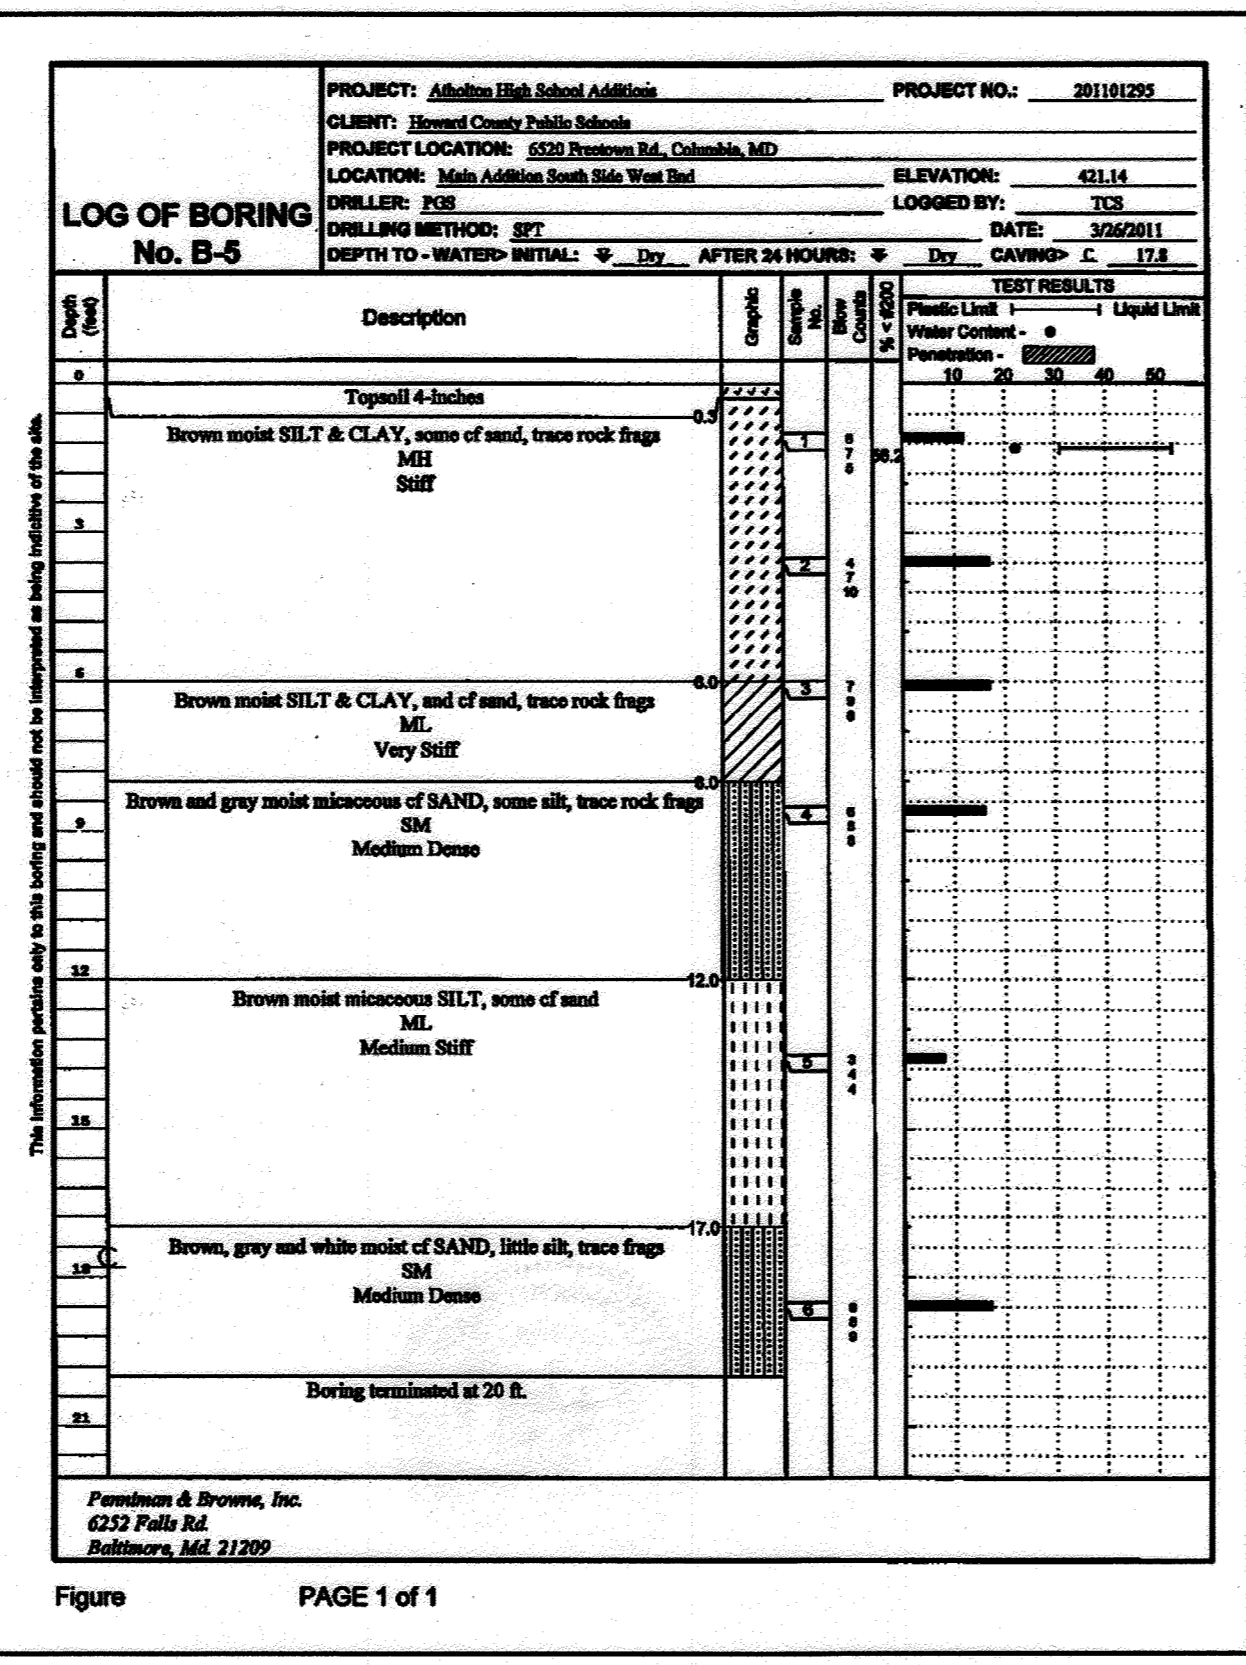 LOG OF BORING
No. B-5
PROJECT: Atholton High School Additions PROJECT NO.: 201101295
CLIENT: Howard County Public Schools
PROJECT LOCATION: 6520 Freetown Rd., Columbia, MD
LOCATION: Main Addition South Side West End ELEVATION: 421.14
DRILLER: PGS LOGGED BY: TCS
DRILLING METHOD: SPT DATE: 3/26/2011
DEPTH TO - WATER> INITIAL: Dry AFTER 24 HOURS: Dry CAVING> C 17.8
Depth (feet)
Description
Graphic
Sample No.
Blow Counts
% < #200
TEST RESULTS
Plastic Limit Liquid Limit
Water Content -
Penetration -
10 20 30 40 50
0
Topsoil 4-inches
0.3
Brown moist SILT & CLAY, some cf sand, trace rock frags
MH
Stiff
1
7
2
4
7
10
3
6.0
Brown moist SILT & CLAY, and cf sand, trace rock frags
ML
Very Stiff
3
7
8.0
Brown and gray moist micaceous cf SAND, some silt, trace rock frags
SM
Medium Dense
4
9
12
12.0
Brown moist micaceous SILT, some cf sand
ML
Medium Stiff
5
3
4
4
15
17.0
Brown, gray and white moist cf SAND, little silt, trace frags
SM
Medium Dense
C
18
6
Boring terminated at 20 ft.
21
This information pertains only to this boring and should not be interpreted as being indicitive of the site.
Penniman & Browne, Inc.
6252 Falls Rd.
Baltimore, Md. 21209
Figure PAGE 1 of 1